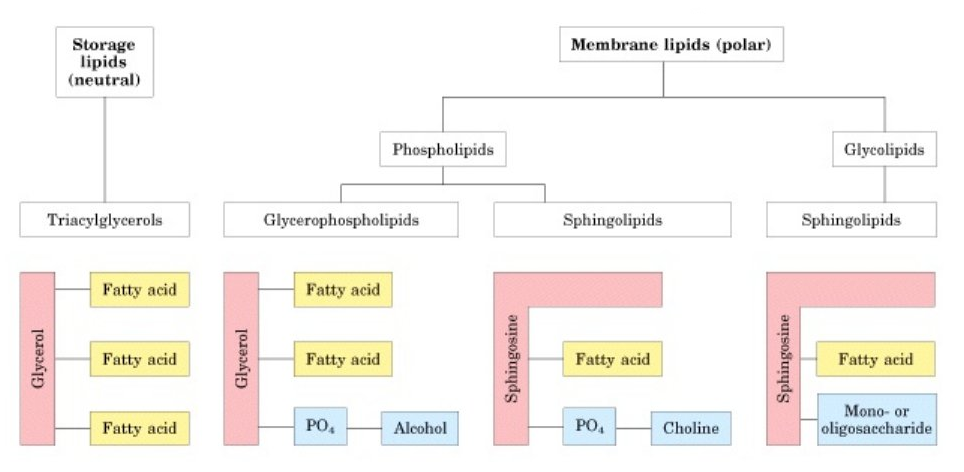 Storage
lipids
(neutral)
Membrane lipids (polar)
Phospholipids
Glycolipids
Triacylglycerols
Glycerophospholipids
Sphingolipids
Sphingolipids
Glycerol
Fatty acid
Fatty acid
Fatty acid
Glycerol
Fatty acid
Fatty acid
PO₄
Alcohol
Sphingosine
Fatty acid
PO₄
Choline
Sphingosine
Fatty acid
Mono- or
oligosaccharide